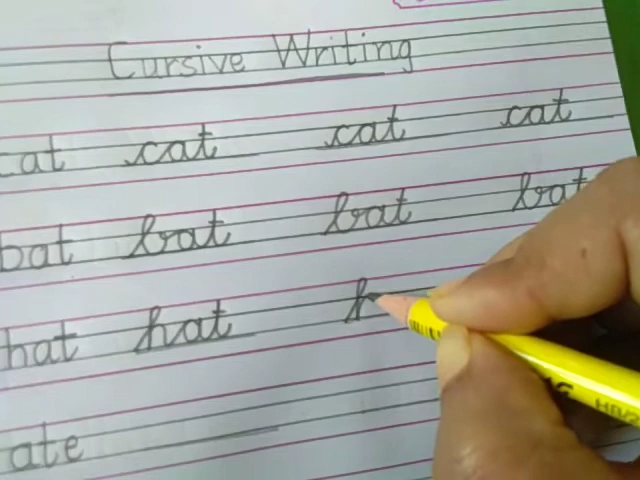 Cursive Writing
cat cat cat cat
bat bat bat bat
hat hat h
ate